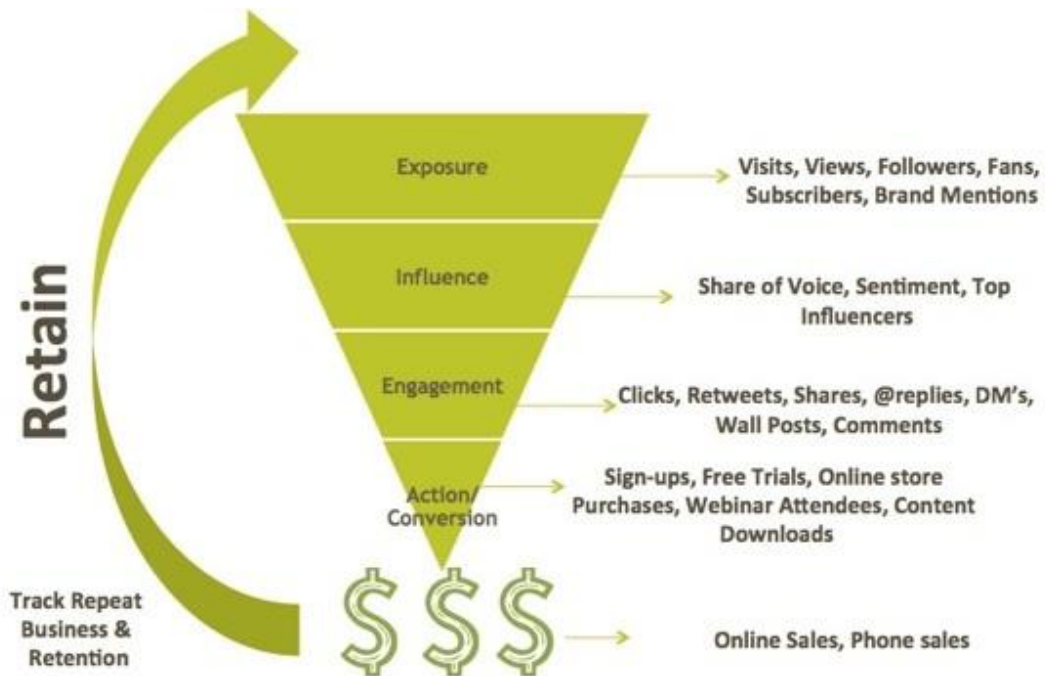 Exposure
Visits, Views, Followers, Fans,
Subscribers, Brand Mentions
Influence
Share of Voice, Sentiment, Top
Influencers
Engagement
Clicks, Retweets, Shares, @replies, DM's,
Wall Posts, Comments
Action/
Conversion
Sign-ups, Free Trials, Online store
Purchases, Webinar Attendees, Content
Downloads
$ $ $
Online Sales, Phone sales
Retain
Track Repeat
Business &
Retention